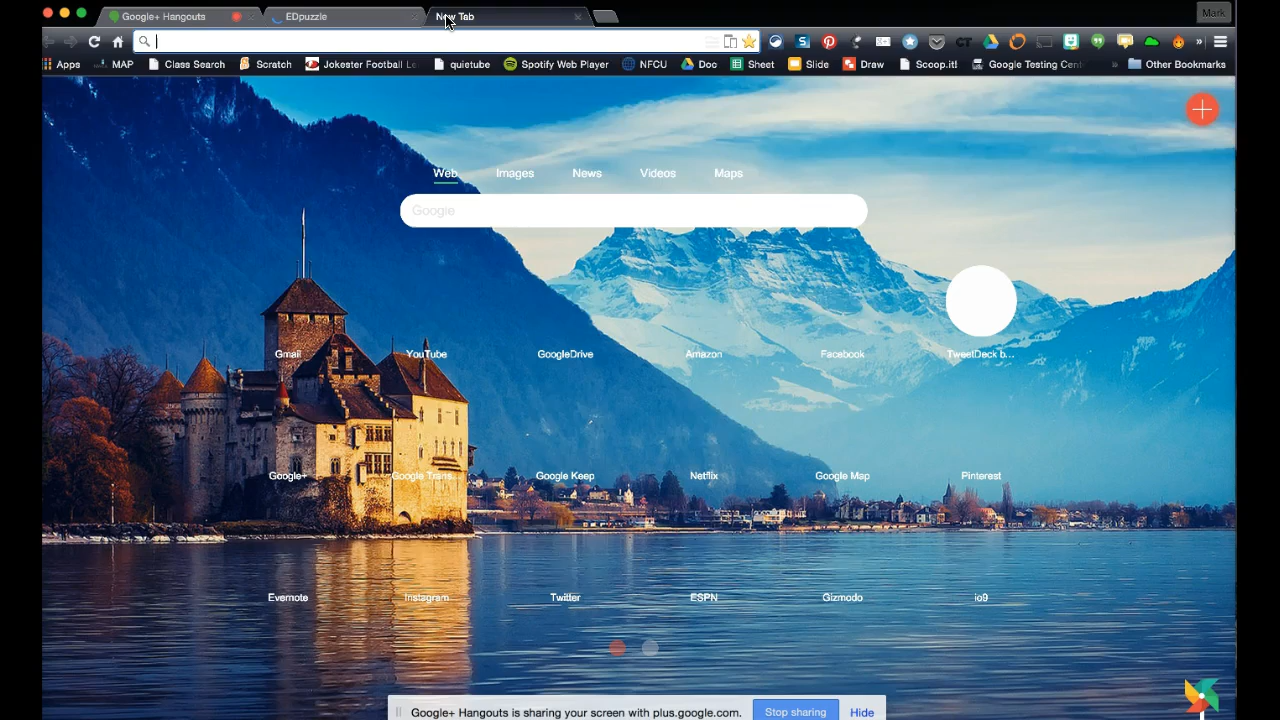 Google+ Hangouts
EDpuzzle
New Tab
Mark
Apps
MAP
Class Search
Scratch
Jokester Football Le
quietube
Spotify Web Player
NFCU
Doc
Sheet
Slide
Draw
Scoop.it!
Google Testing Cent
»
Other Bookmarks
Web Images News Videos Maps
Google
Gmail YouTube GoogleDrive Amazon Facebook TweetDeck b...
Google+ Google Trans... Google Keep Netflix Google Map Pinterest
Evernote Instagram Twitter ESPN Gizmodo io9
Google+ Hangouts is sharing your screen with plus.google.com. Stop sharing Hide